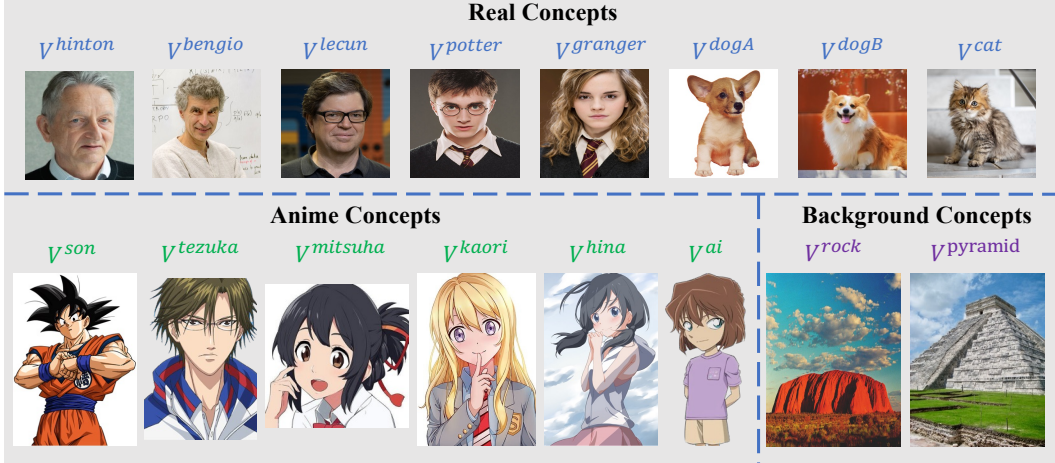 Real Concepts
V^hinton V^bengio V^lecun V^potter V^granger V^dogA V^dogB V^cat
Anime Concepts Background Concepts
V^son V^tezuka V^mitsuha V^kaori V^hina V^ai V^rock V^pyramid